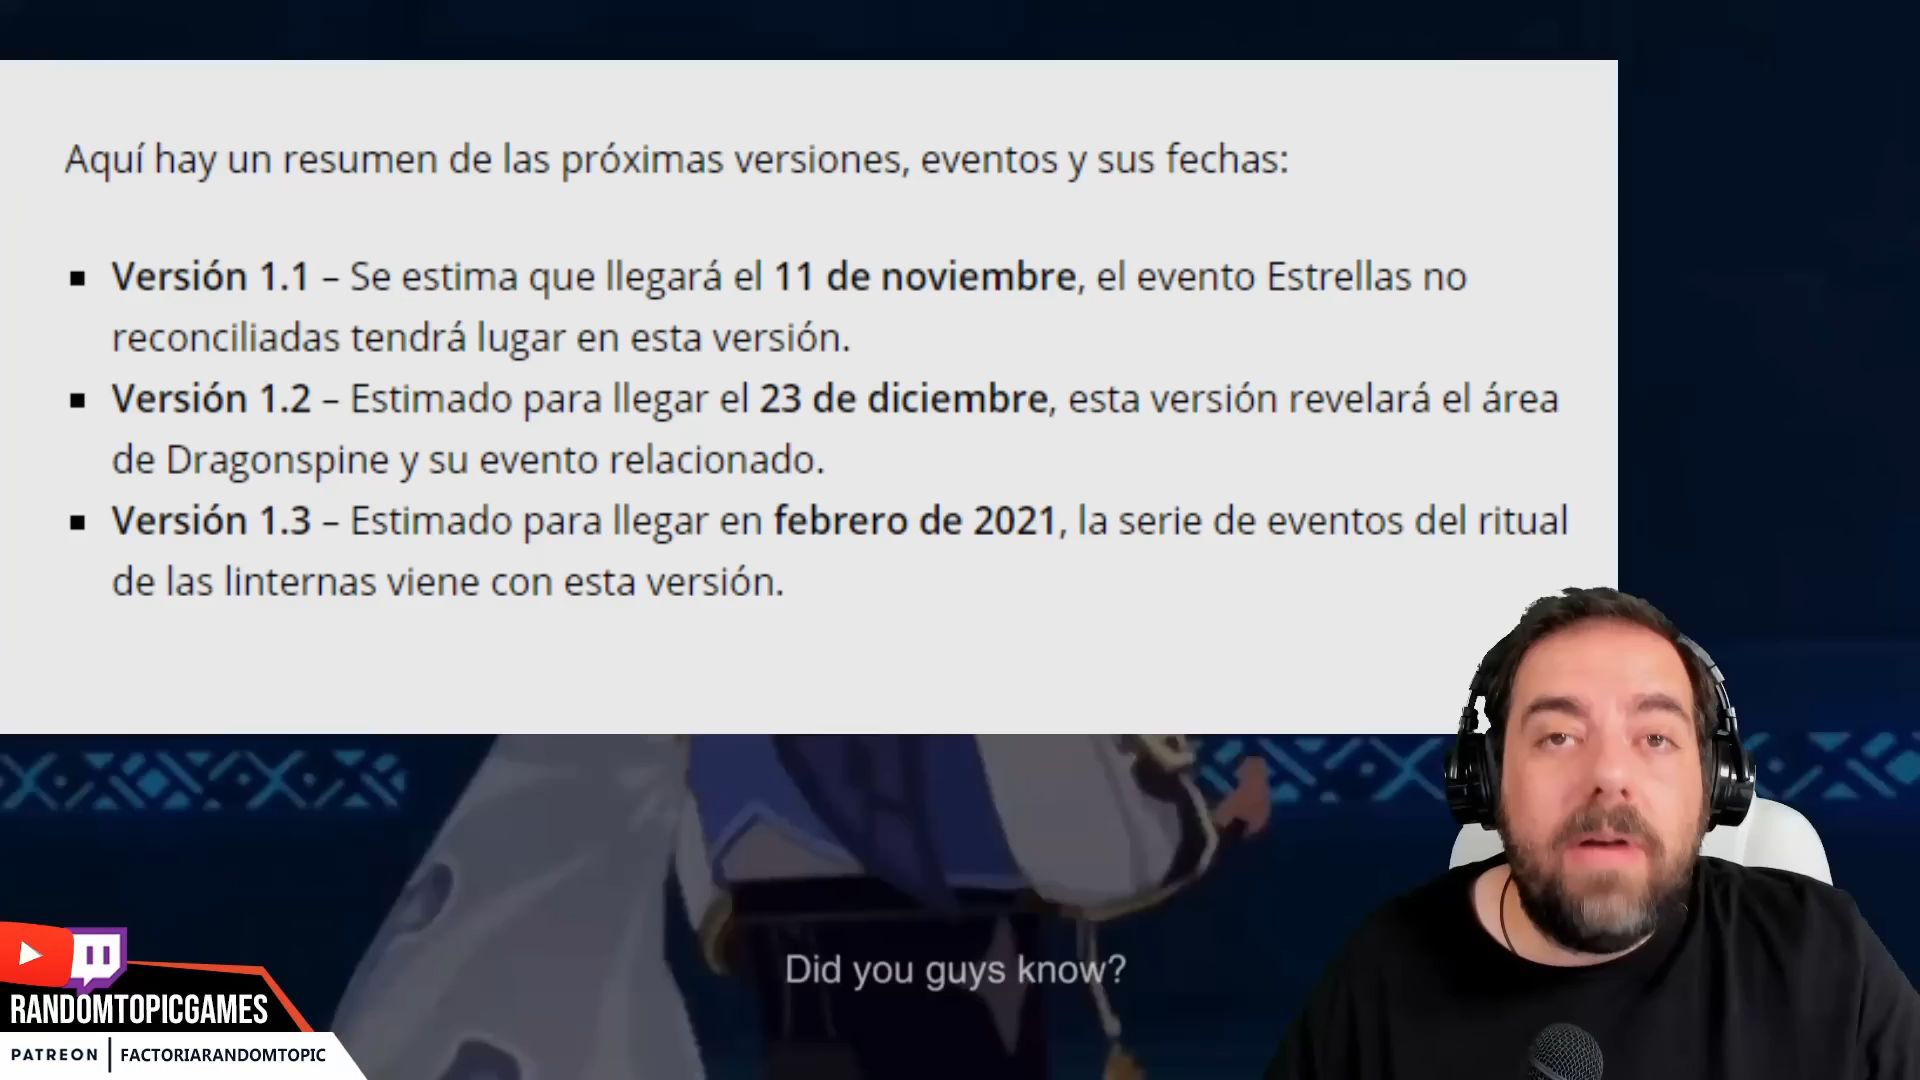 Aquí hay un resumen de las próximas versiones, eventos y sus fechas:
▪ Versión 1.1 – Se estima que llegará el 11 de noviembre, el evento Estrellas no
reconciliadas tendrá lugar en esta versión.
▪ Versión 1.2 – Estimado para llegar el 23 de diciembre, esta versión revelará el área
de Dragonspine y su evento relacionado.
▪ Versión 1.3 – Estimado para llegar en febrero de 2021, la serie de eventos del ritual
de las linternas viene con esta versión.
Did you guys know?
RANDOMTOPICGAMES
PATREON | FACTORIARANDOMTOPIC